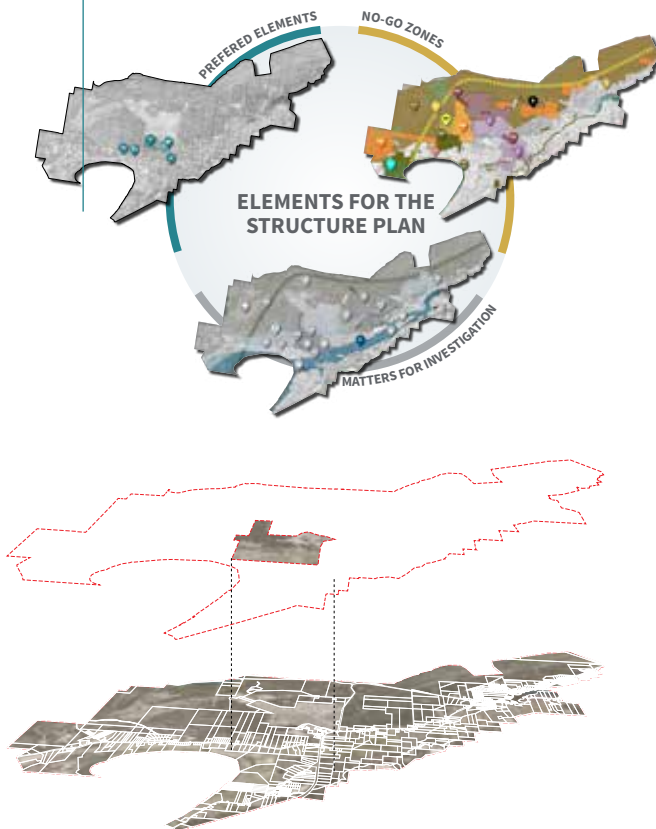 PREFERED ELEMENTS
NO-GO ZONES
ELEMENTS FOR THE
STRUCTURE PLAN
MATTERS FOR INVESTIGATION